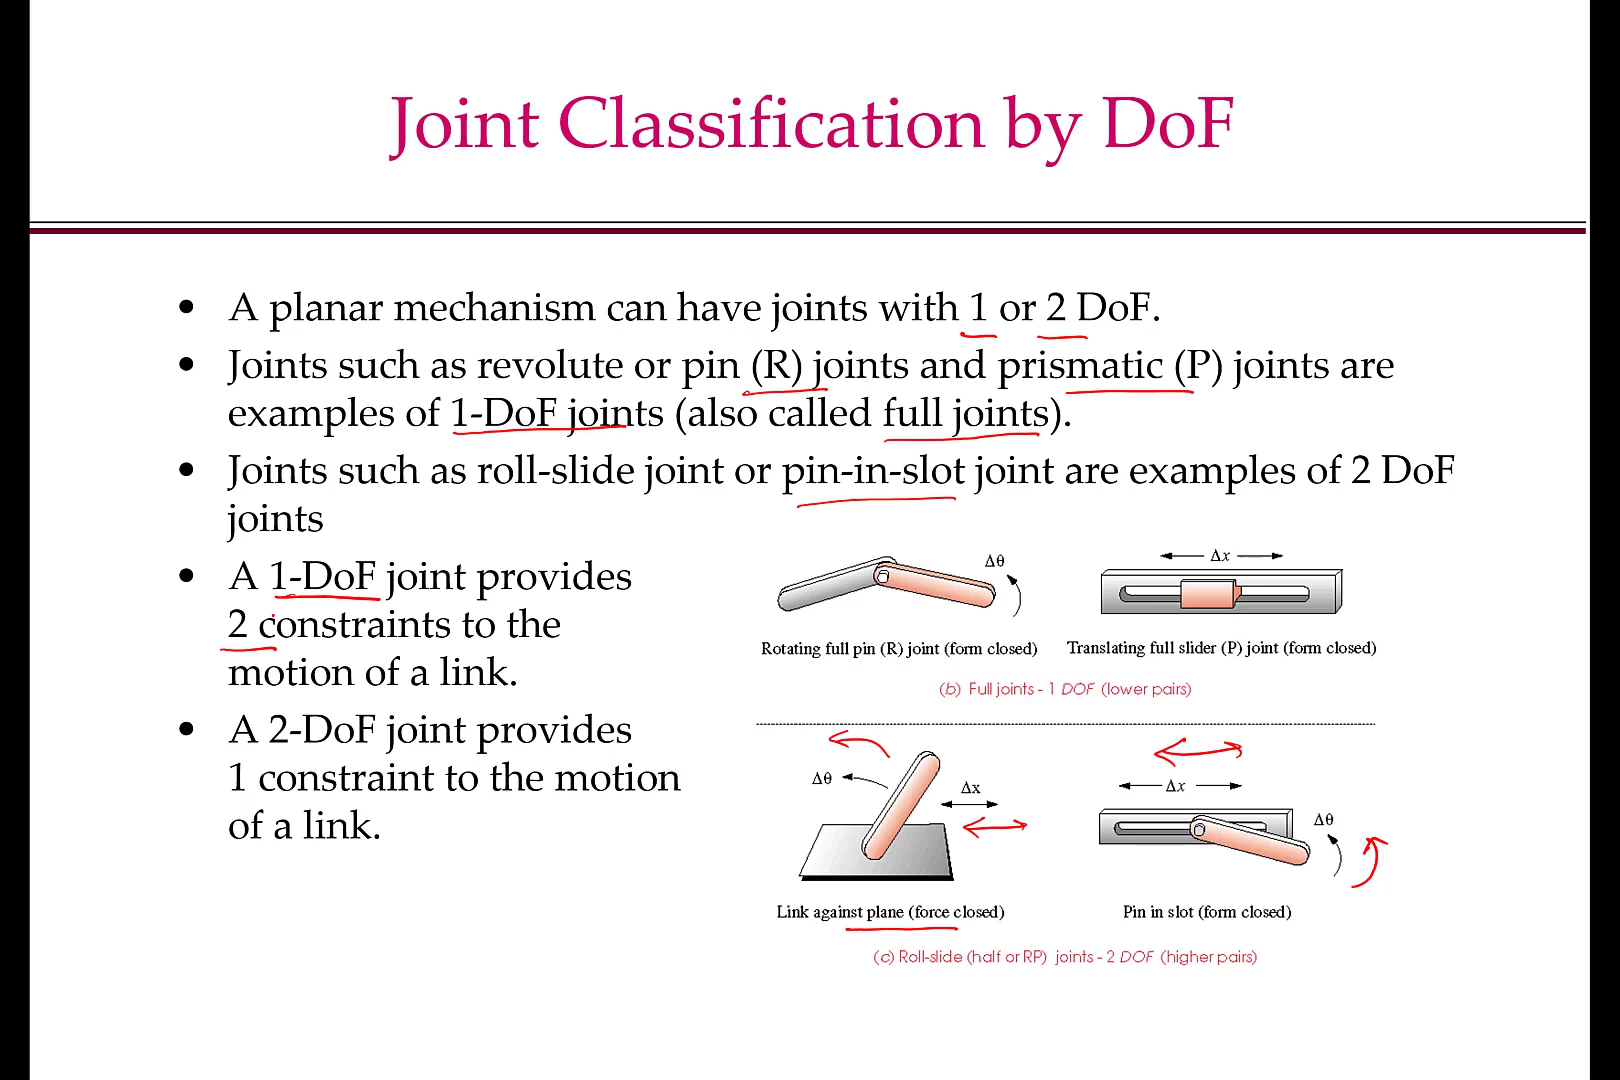 Joint Classification by DoF
• A planar mechanism can have joints with 1 or 2 DoF.
• Joints such as revolute or pin (R) joints and prismatic (P) joints are
examples of 1-DoF joints (also called full joints).
• Joints such as roll-slide joint or pin-in-slot joint are examples of 2 DoF
joints
• A 1-DoF joint provides
2 constraints to the
motion of a link.
• A 2-DoF joint provides
1 constraint to the motion
of a link.
Δθ
Δx
Rotating full pin (R) joint (form closed)
Translating full slider (P) joint (form closed)
(b) Full joints - 1 DOF (lower pairs)
Δθ
Δx
Δx
Δθ
Link against plane (force closed)
Pin in slot (form closed)
(c) Roll-slide (half or RP) joints - 2 DOF (higher pairs)